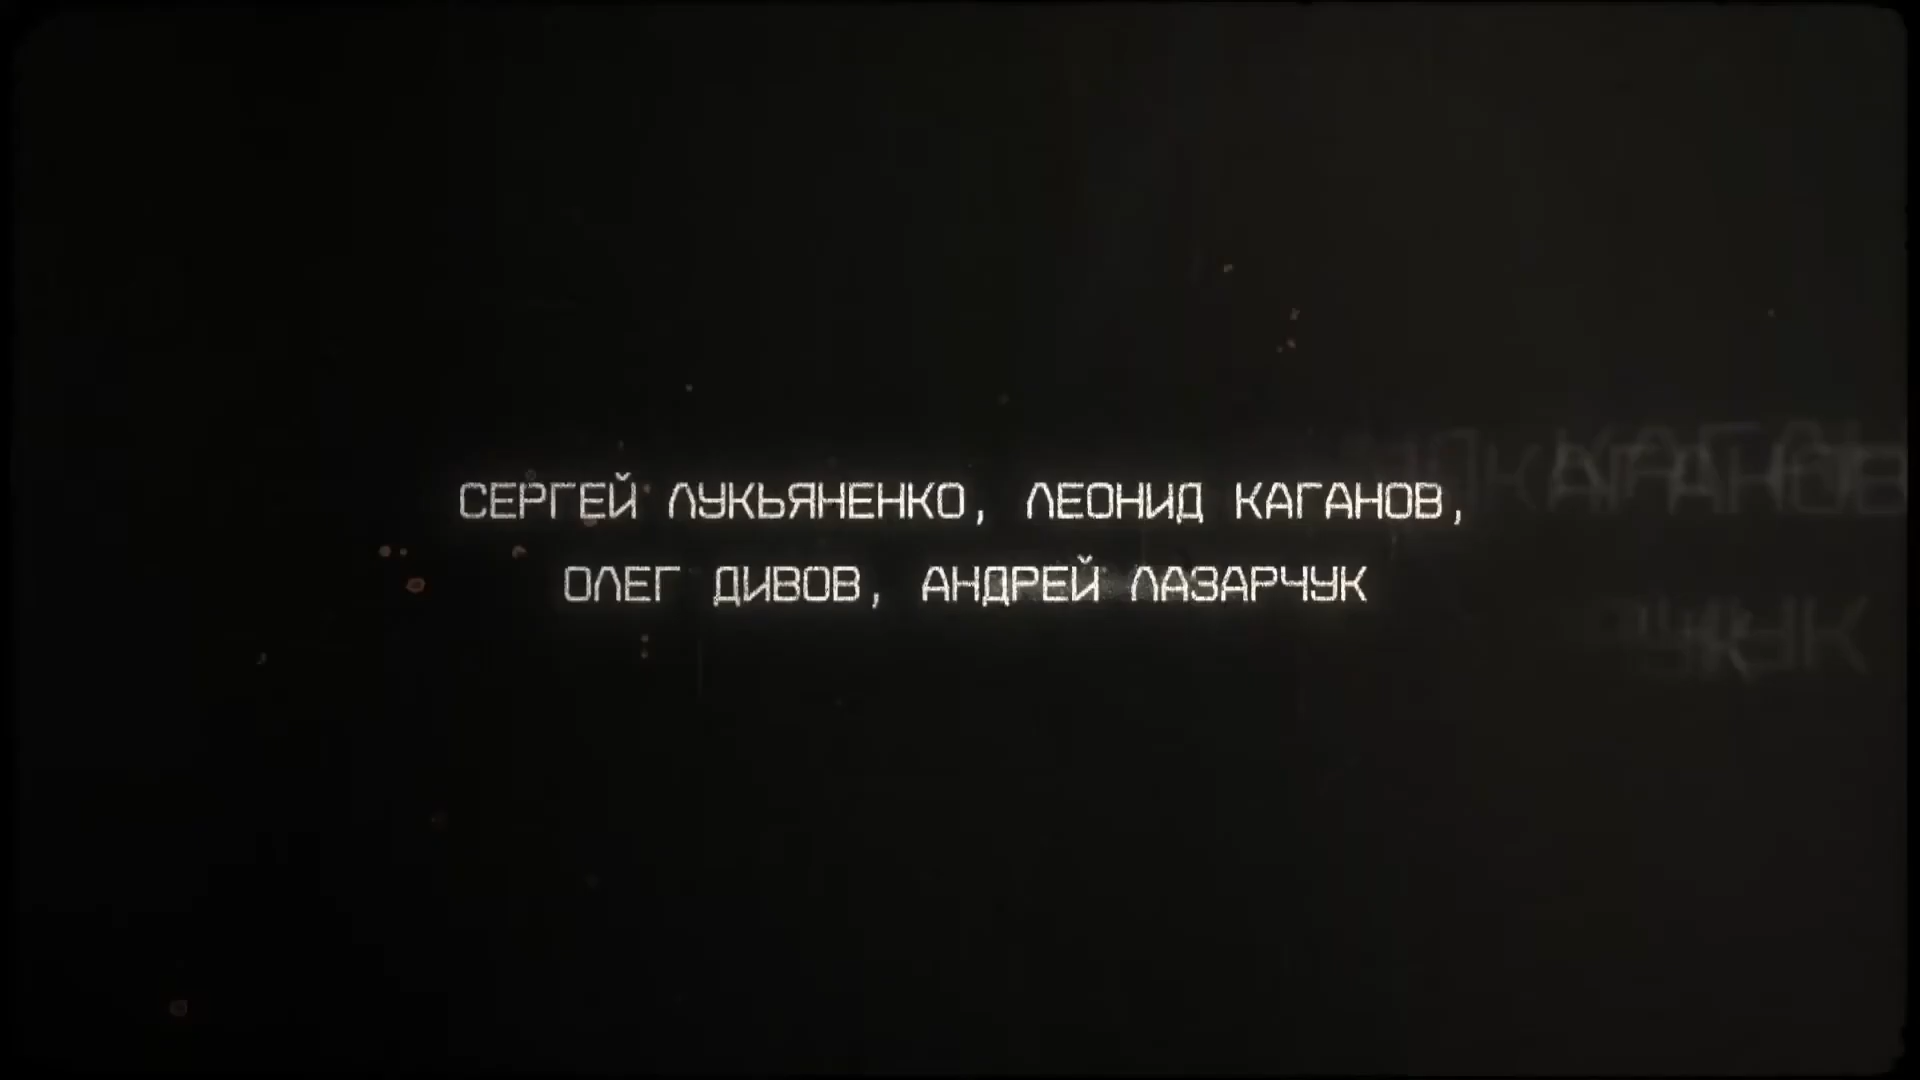 СЕРГЕЙ ЛУКЬЯНЕНКО, ЛЕОНИД КАГАНОВ,
ОЛЕГ ДИВОВ, АНДРЕЙ ЛАЗАРЧУК